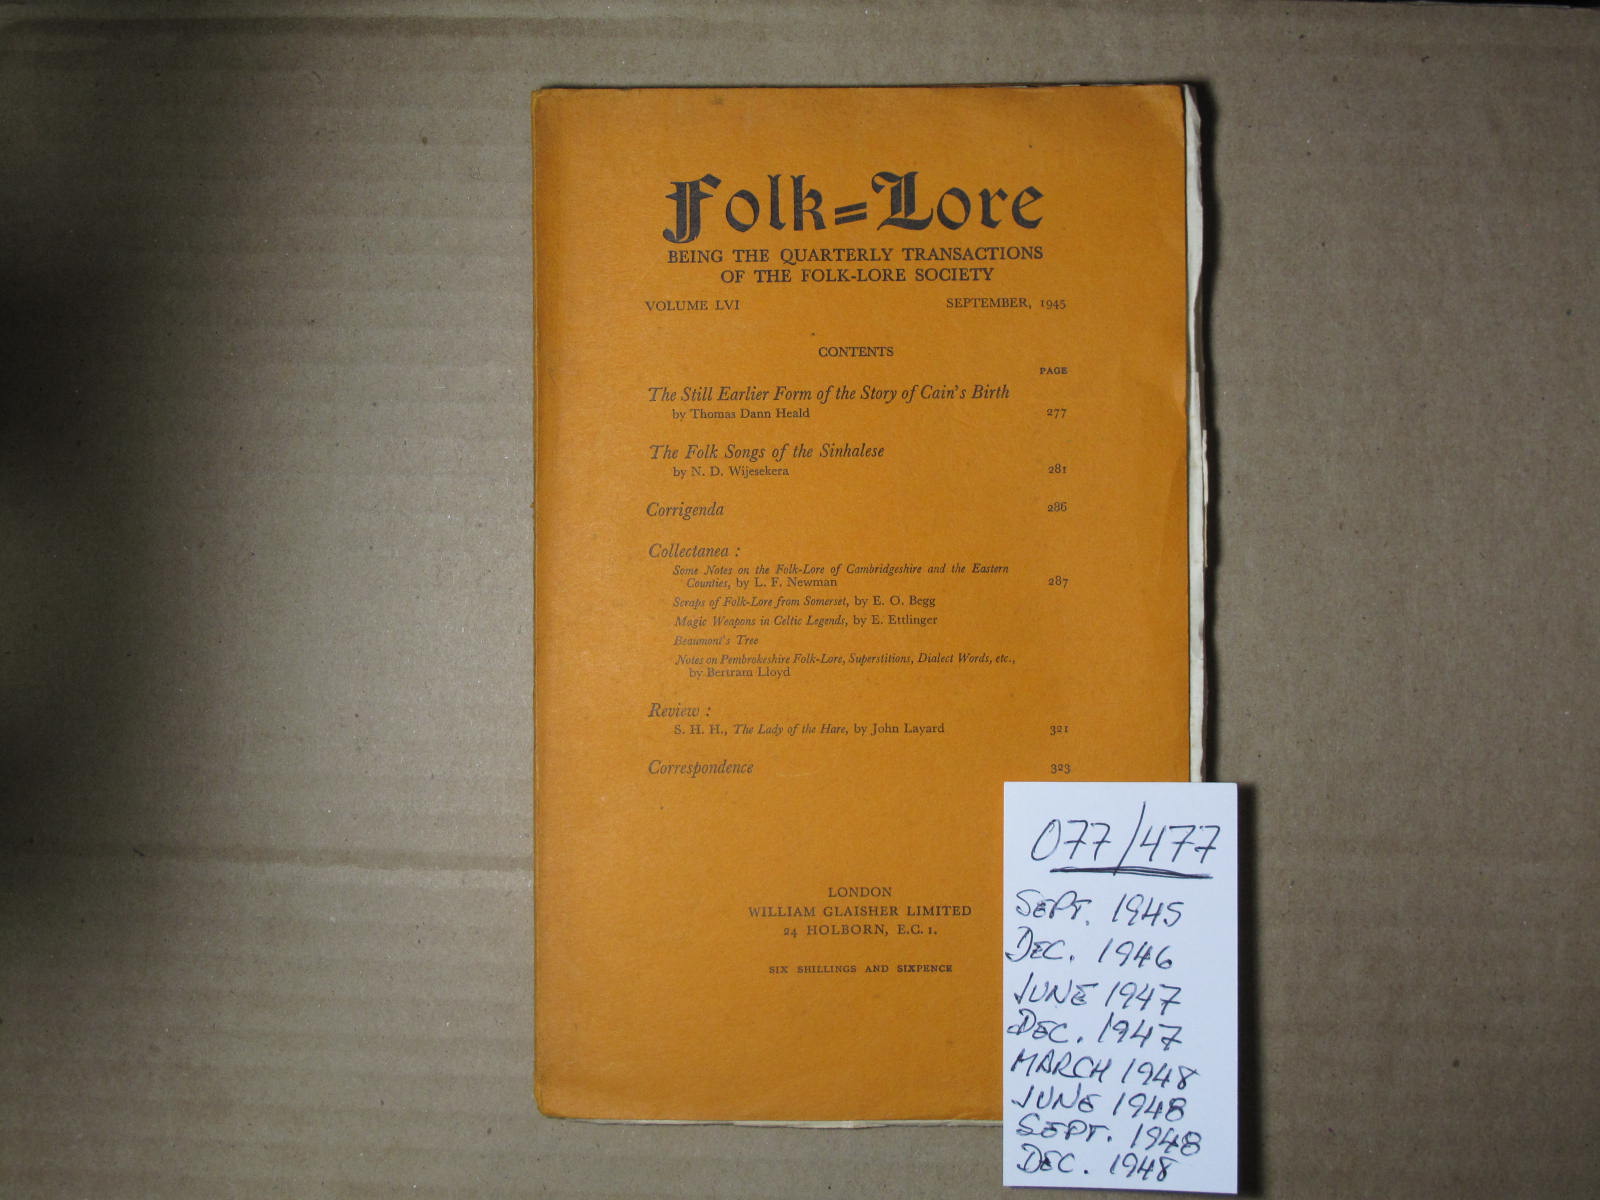 Folk=Lore
BEING THE QUARTERLY TRANSACTIONS
OF THE FOLK-LORE SOCIETY
VOLUME LVI SEPTEMBER, 1945
CONTENTS
PAGE
The Still Earlier Form of the Story of Cain's Birth
by Thomas Dann Heald 277
The Folk Songs of the Sinhalese
by N. D. Wijesekera 281
Corrigenda 286
Collectanea :
Some Notes on the Folk-Lore of Cambridgeshire and the Eastern
Counties, by L. F. Newman 287
Scraps of Folk-Lore from Somerset, by E. O. Begg
Magic Weapons in Celtic Legends, by E. Ettlinger
Beaumont's Tree
Notes on Pembrokeshire Folk-Lore, Superstitions, Dialect Words, etc.,
by Bertram Lloyd
Review :
S. H. H., The Lady of the Hare, by John Layard 321
Correspondence 323
LONDON
WILLIAM GLAISHER LIMITED
24 HOLBORN, E.C. 1.
SIX SHILLINGS AND SIXPENCE
077/477
SEPT. 1945
DEC. 1946
JUNE 1947
DEC. 1947
MARCH 1948
JUNE 1948
SEPT. 1948
DEC. 1948